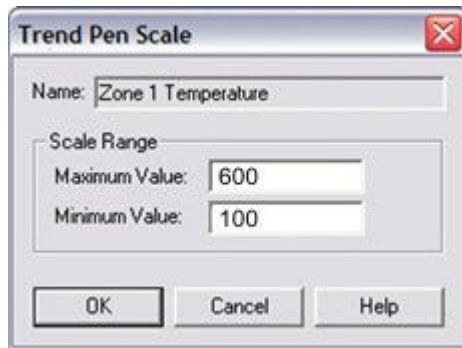 Trend Pen Scale
Name: Zone 1 Temperature
Scale Range
Maximum Value: 600
Minimum Value: 100
OK Cancel Help